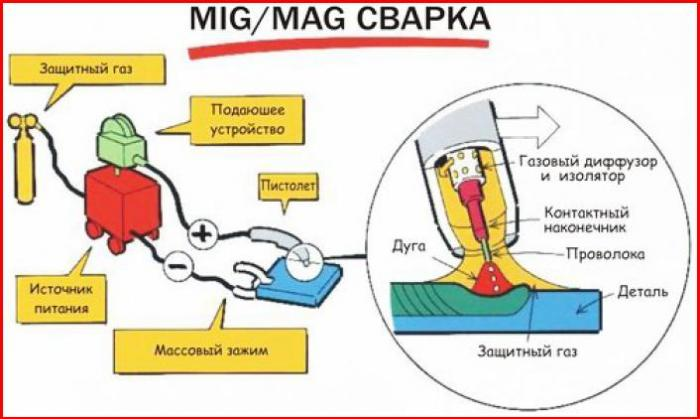 MIG/MAG СВАРКА
Защитный газ
Подаюшее
устройство
Пистолет
+
−
Источник
питания
Массовый зажим
Газовый диффузор
и изолятор
Контактный
наконечник
Дуга
Проволока
Деталь
Защитный газ